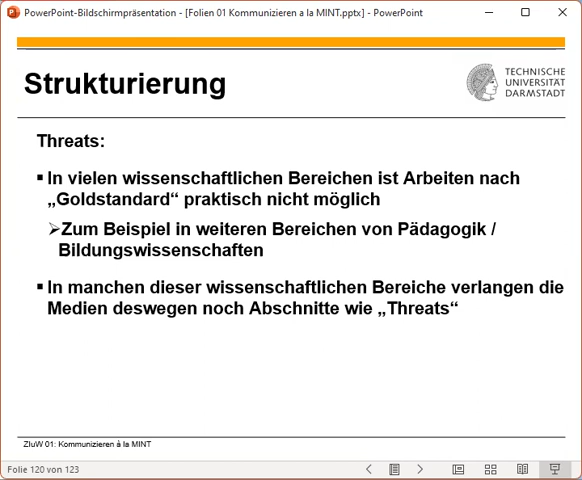 PowerPoint-Bildschirmpräsentation - [Folien 01 Kommunizieren a la MINT.pptx] - PowerPoint
Strukturierung
TECHNISCHE
UNIVERSITÄT
DARMSTADT
Threats:
▪ In vielen wissenschaftlichen Bereichen ist Arbeiten nach
„Goldstandard“ praktisch nicht möglich
➢Zum Beispiel in weiteren Bereichen von Pädagogik /
Bildungswissenschaften
▪ In manchen dieser wissenschaftlichen Bereiche verlangen die
Medien deswegen noch Abschnitte wie „Threats“
ZIuW 01: Kommunizieren à la MINT
Folie 120 von 123